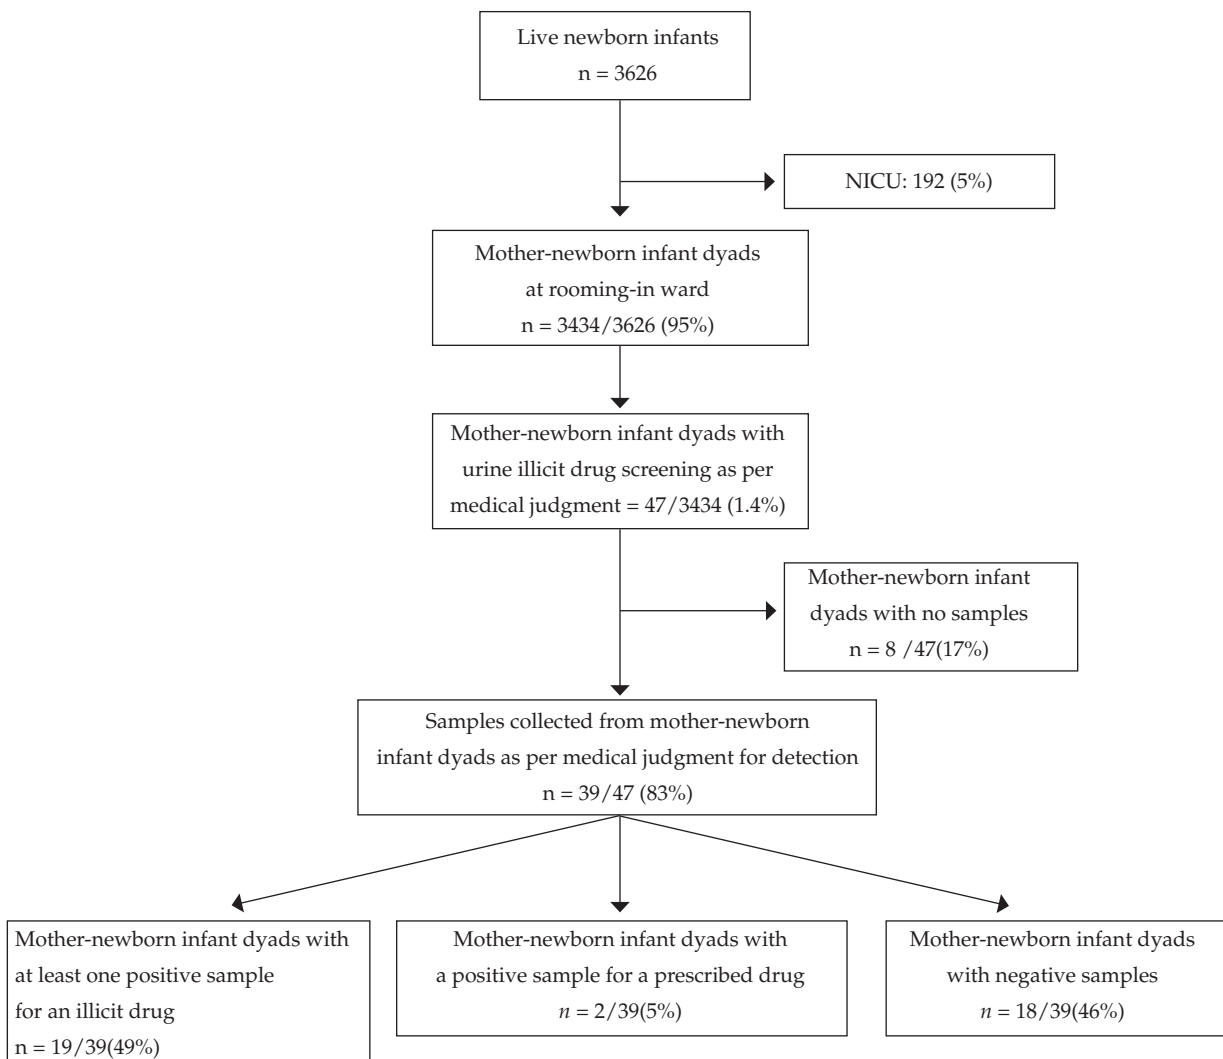 Live newborn infants
n = 3626
NICU: 192 (5%)
Mother-newborn infant dyads
at rooming-in ward
n = 3434/3626 (95%)
Mother-newborn infant dyads with
urine illicit drug screening as per
medical judgment = 47/3434 (1.4%)
Mother-newborn infant
dyads with no samples
n = 8 /47(17%)
Samples collected from mother-newborn
infant dyads as per medical judgment for detection
n = 39/47 (83%)
Mother-newborn infant dyads with
at least one positive sample
for an illicit drug
n = 19/39(49%)
Mother-newborn infant dyads with
a positive sample for a prescribed drug
n = 2/39(5%)
Mother-newborn infant dyads
with negative samples
n = 18/39(46%)